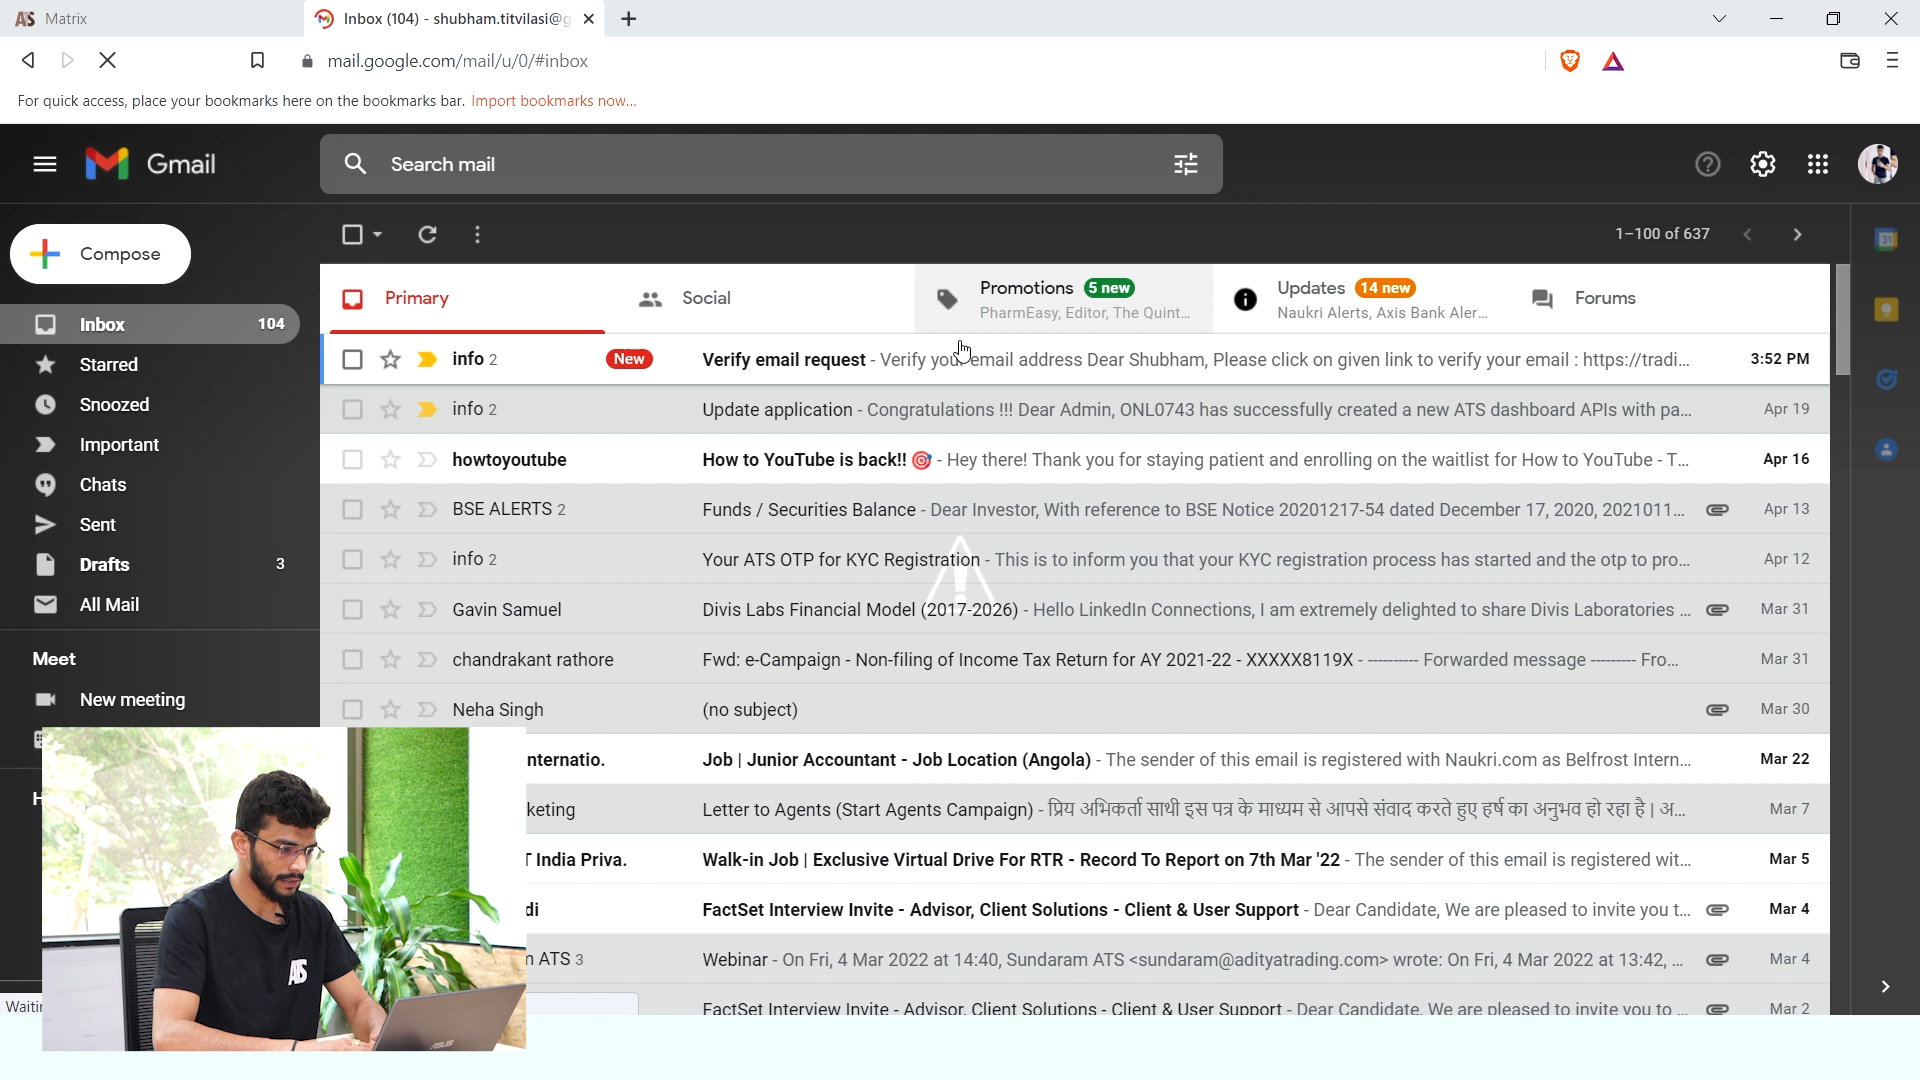 Matrix
Inbox (104) - shubham.titvilasi@g
mail.google.com/mail/u/0/#inbox
For quick access, place your bookmarks here on the bookmarks bar. Import bookmarks now...
Gmail
Search mail
Compose
1–100 of 637
Primary
Social
Promotions 5 new
PharmEasy, Editor, The Quint...
Updates 14 new
Naukri Alerts, Axis Bank Aler...
Forums
Inbox 104
Starred
Snoozed
Important
Chats
Sent
Drafts 3
All Mail
Meet
New meeting
info 2 New Verify email request - Verify your email address Dear Shubham, Please click on given link to verify your email : https://tradi... 3:52 PM
info 2 Update application - Congratulations !!! Dear Admin, ONL0743 has successfully created a new ATS dashboard APIs with pa... Apr 19
howtoyoutube How to YouTube is back!! 🎯 - Hey there! Thank you for staying patient and enrolling on the waitlist for How to YouTube - T... Apr 16
BSE ALERTS 2 Funds / Securities Balance - Dear Investor, With reference to BSE Notice 20201217-54 dated December 17, 2020, 2021011... Apr 13
info 2 Your ATS OTP for KYC Registration - This is to inform you that your KYC registration process has started and the otp to pro... Apr 12
Gavin Samuel Divis Labs Financial Model (2017-2026) - Hello LinkedIn Connections, I am extremely delighted to share Divis Laboratories ... Mar 31
chandrakant rathore Fwd: e-Campaign - Non-filing of Income Tax Return for AY 2021-22 - XXXXX8119X - ---------- Forwarded message --------- Fro... Mar 31
Neha Singh (no subject) Mar 30
nternatio. Job | Junior Accountant - Job Location (Angola) - The sender of this email is registered with Naukri.com as Belfrost Intern... Mar 22
keting Letter to Agents (Start Agents Campaign) - प्रिय अभिकर्ता साथी इस पत्र के माध्यम से आपसे संवाद करते हुए हर्ष का अनुभव हो रहा है | अ... Mar 7
T India Priva. Walk-in Job | Exclusive Virtual Drive For RTR - Record To Report on 7th Mar '22 - The sender of this email is registered wit... Mar 5
di FactSet Interview Invite - Advisor, Client Solutions - Client & User Support - Dear Candidate, We are pleased to invite you t... Mar 4
n ATS 3 Webinar - On Fri, 4 Mar 2022 at 14:40, Sundaram ATS <sundaram@adityatrading.com> wrote: On Fri, 4 Mar 2022 at 13:42, ... Mar 4
FactSet Interview Invite - Advisor, Client Solutions - Client & User Support - Dear Candidate, We are pleased to invite you to ... Mar 2
Waitin
ATS
ASUS